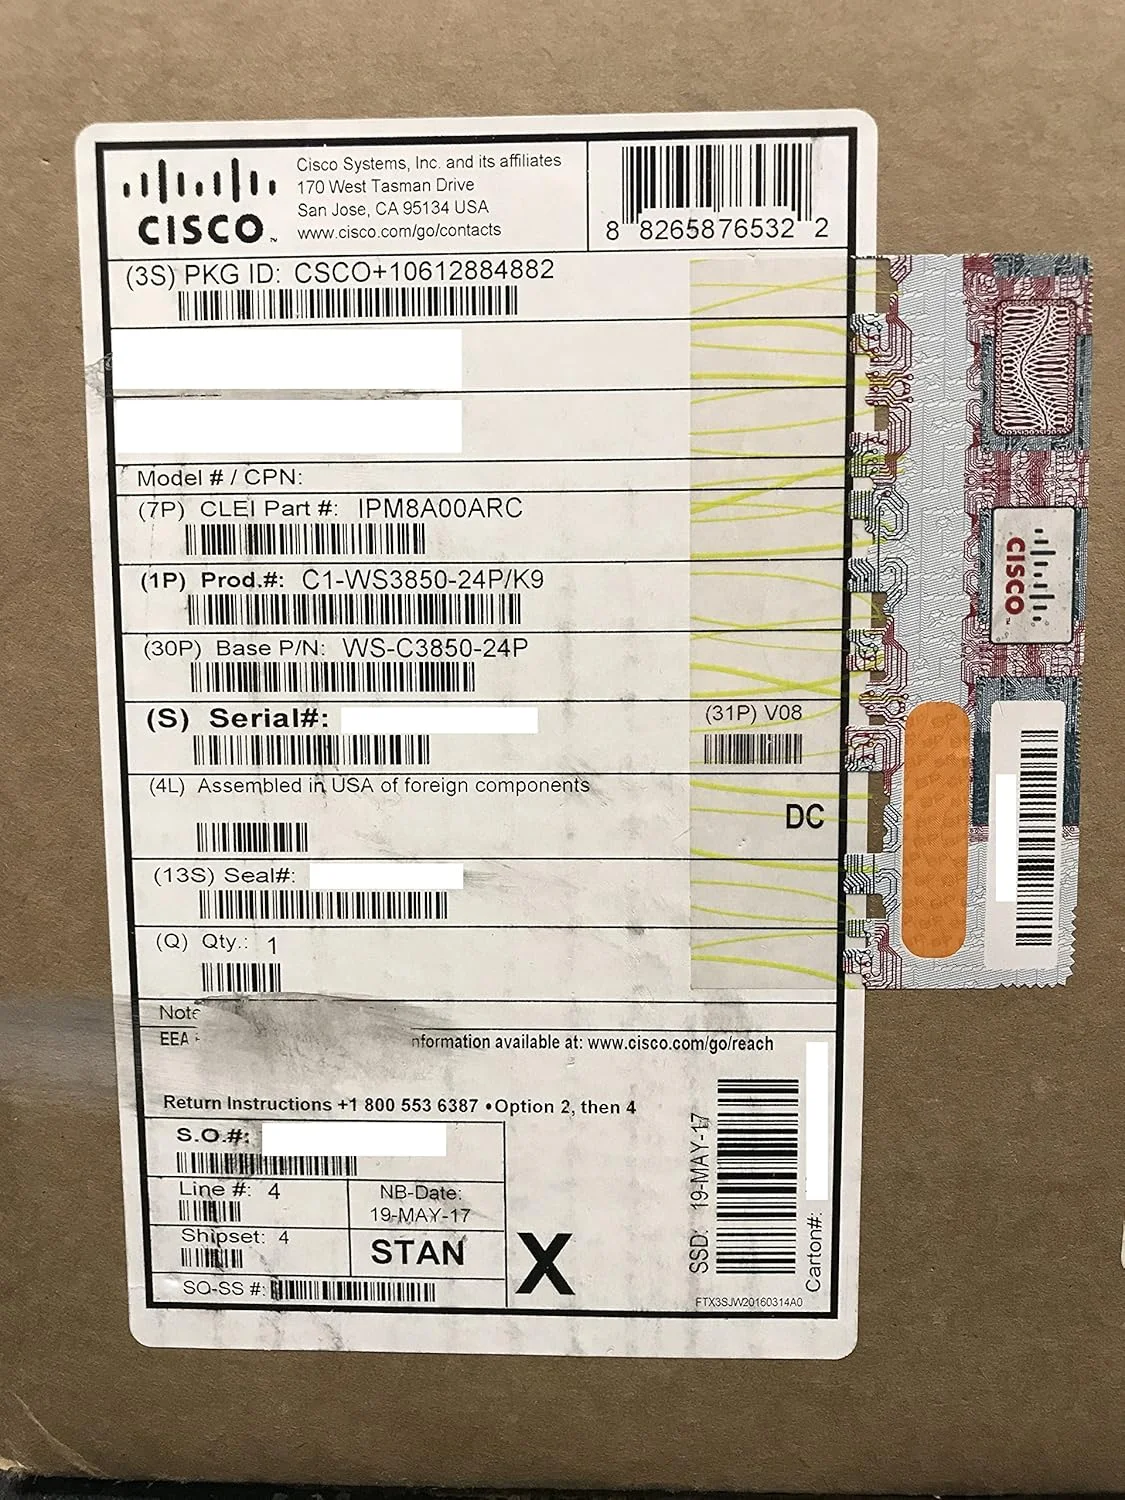 CISCO™
Cisco Systems, Inc. and its affiliates
170 West Tasman Drive
San Jose, CA 95134 USA
www.cisco.com/go/contacts
8 8265876532 2
(3S) PKG ID: CSCO+10612884882
Model # / CPN:
(7P) CLEI Part #: IPM8A00ARC
(1P) Prod.#: C1-WS3850-24P/K9
(30P) Base P/N: WS-C3850-24P
(S) Serial#:
(31P) V08
(4L) Assembled in USA of foreign components
DC
(13S) Seal#:
(Q) Qty.: 1
Note
EEA
nformation available at: www.cisco.com/go/reach
Return Instructions +1 800 553 6387 •Option 2, then 4
S.O.#:
Line #: 4
NB-Date:
19-MAY-17
Shipset: 4
STAN
SO-SS #:
X
SSD: 19-MAY-17
Carton#:
FTX3SJW20160314A0
CISCO™